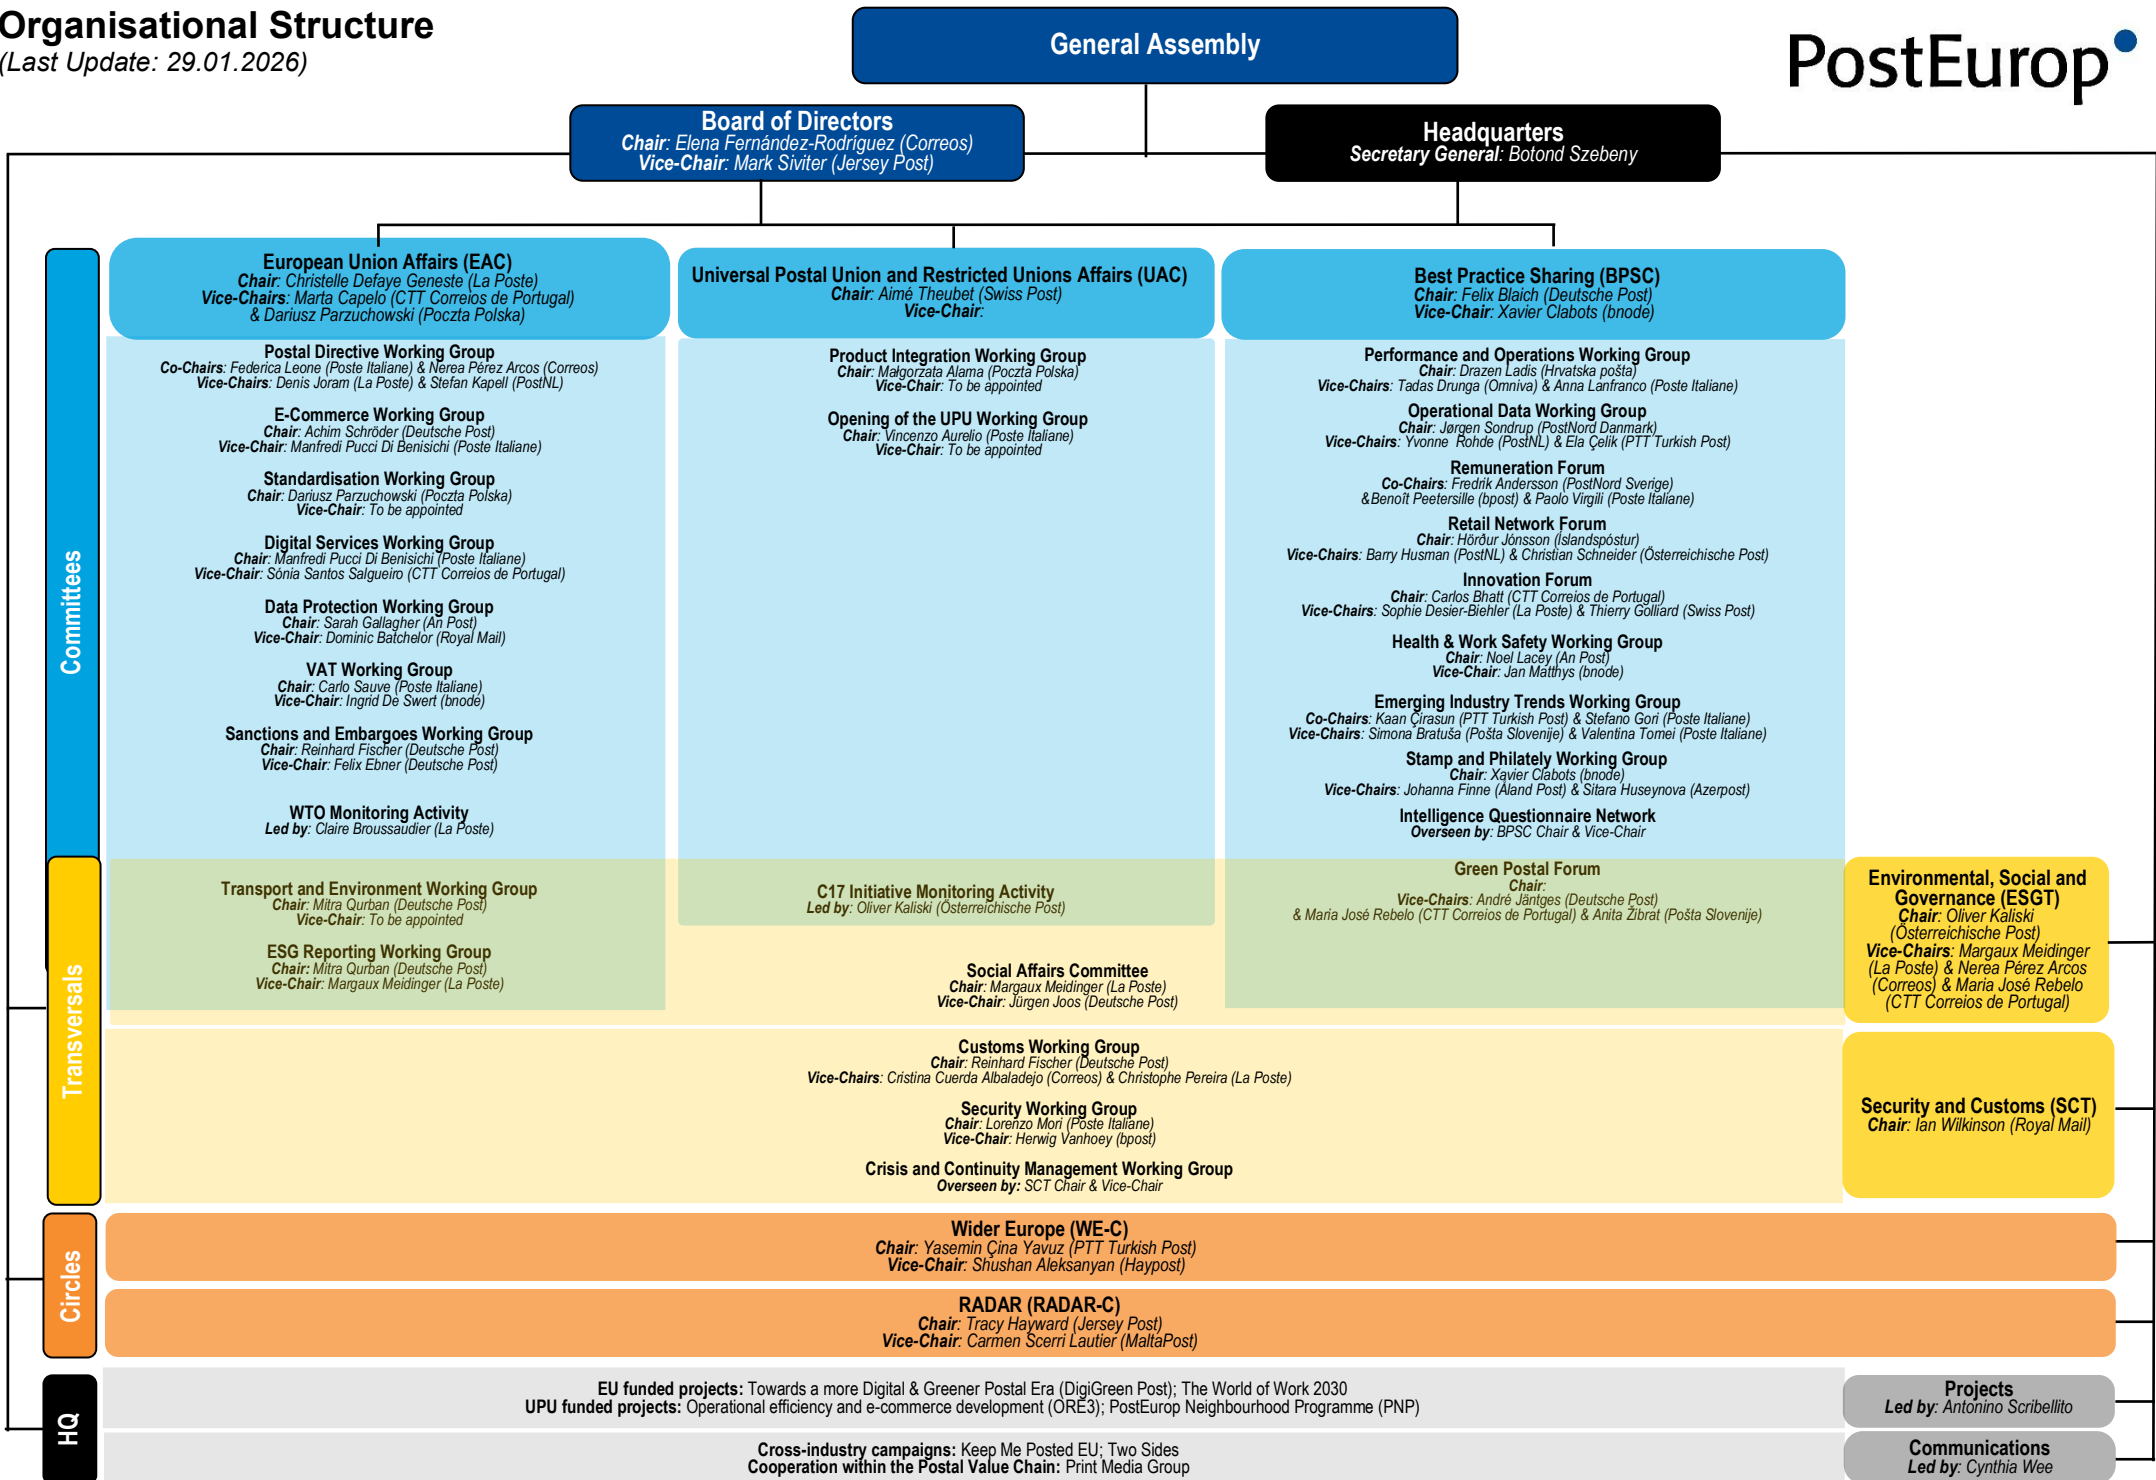 Organisational Structure
(Last Update: 29.01.2026)
General Assembly
PostEurop
Board of Directors
Chair: Elena Fernández-Rodríguez (Correos)
Vice-Chair: Mark Siviter (Jersey Post)
Headquarters
Secretary General: Botond Szebeny
Committees
European Union Affairs (EAC)
Chair: Christelle Defaye Geneste (La Poste)
Vice-Chairs: Marta Capelo (CTT Correios de Portugal)
& Dariusz Parzuchowski (Poczta Polska)
Postal Directive Working Group
Co-Chairs: Federica Leone (Poste Italiane) & Nerea Pérez Arcos (Correos)
Vice-Chairs: Denis Joram (La Poste) & Stefan Kapell (PostNL)
E-Commerce Working Group
Chair: Achim Schröder (Deutsche Post)
Vice-Chair: Manfredi Pucci Di Benisichi (Poste Italiane)
Standardisation Working Group
Chair: Dariusz Parzuchowski (Poczta Polska)
Vice-Chair: To be appointed
Digital Services Working Group
Chair: Manfredi Pucci Di Benisichi (Poste Italiane)
Vice-Chair: Sónia Santos Salgueiro (CTT Correios de Portugal)
Data Protection Working Group
Chair: Sarah Gallagher (An Post)
Vice-Chair: Dominic Batchelor (Royal Mail)
VAT Working Group
Chair: Carlo Sauve (Poste Italiane)
Vice-Chair: Ingrid De Swert (bnode)
Sanctions and Embargoes Working Group
Chair: Reinhard Fischer (Deutsche Post)
Vice-Chair: Felix Ebner (Deutsche Post)
WTO Monitoring Activity
Led by: Claire Broussaudier (La Poste)
Universal Postal Union and Restricted Unions Affairs (UAC)
Chair: Aimé Theubet (Swiss Post)
Vice-Chair:
Product Integration Working Group
Chair: Małgorzata Alama (Poczta Polska)
Vice-Chair: To be appointed
Opening of the UPU Working Group
Chair: Vincenzo Aurelio (Poste Italiane)
Vice-Chair: To be appointed
Best Practice Sharing (BPSC)
Chair: Felix Blaich (Deutsche Post)
Vice-Chair: Xavier Clabots (bnode)
Performance and Operations Working Group
Chair: Drazen Ladis (Hrvatska pošta)
Vice-Chairs: Tadas Drunga (Omniva) & Anna Lanfranco (Poste Italiane)
Operational Data Working Group
Chair: Jørgen Sondrup (PostNord Danmark)
Vice-Chairs: Yvonne Rohde (PostNL) & Ela Çelik (PTT Turkish Post)
Remuneration Forum
Co-Chairs: Fredrik Andersson (PostNord Sverige)
&Benoît Peetersille (bpost) & Paolo Virgili (Poste Italiane)
Retail Network Forum
Chair: Hörður Jónsson (Íslandspóstur)
Vice-Chairs: Barry Husman (PostNL) & Christian Schneider (Österreichische Post)
Innovation Forum
Chair: Carlos Bhatt (CTT Correios de Portugal)
Vice-Chairs: Sophie Desier-Biehler (La Poste) & Thierry Golliard (Swiss Post)
Health & Work Safety Working Group
Chair: Noel Lacey (An Post)
Vice-Chair: Jan Matthys (bnode)
Emerging Industry Trends Working Group
Co-Chairs: Kaan Çirasun (PTT Turkish Post) & Stefano Gori (Poste Italiane)
Vice-Chairs: Simona Bratuša (Pošta Slovenije) & Valentina Tomei (Poste Italiane)
Stamp and Philately Working Group
Chair: Xavier Clabots (bnode)
Vice-Chairs: Johanna Finne (Åland Post) & Sitara Huseynova (Azerpost)
Intelligence Questionnaire Network
Overseen by: BPSC Chair & Vice-Chair
Transversals
Transport and Environment Working Group
Chair: Mitra Qurban (Deutsche Post)
Vice-Chair: To be appointed
ESG Reporting Working Group
Chair: Mitra Qurban (Deutsche Post)
Vice-Chair: Margaux Meidinger (La Poste)
C17 Initiative Monitoring Activity
Led by: Oliver Kaliski (Österreichische Post)
Green Postal Forum
Chair:
Vice-Chairs: André Jäntges (Deutsche Post)
& Maria José Rebelo (CTT Correios de Portugal) & Anita Žibrat (Pošta Slovenije)
Social Affairs Committee
Chair: Margaux Meidinger (La Poste)
Vice-Chair: Jürgen Joos (Deutsche Post)
Environmental, Social and
Governance (ESGT)
Chair: Oliver Kaliski
(Österreichische Post)
Vice-Chairs: Margaux Meidinger
(La Poste) & Nerea Pérez Arcos
(Correos) & Maria José Rebelo
(CTT Correios de Portugal)
Customs Working Group
Chair: Reinhard Fischer (Deutsche Post)
Vice-Chairs: Cristina Cuerda Albaladejo (Correos) & Christophe Pereira (La Poste)
Security Working Group
Chair: Lorenzo Mori (Poste Italiane)
Vice-Chair: Herwig Vanhoey (bpost)
Crisis and Continuity Management Working Group
Overseen by: SCT Chair & Vice-Chair
Security and Customs (SCT)
Chair: Ian Wilkinson (Royal Mail)
Circles
Wider Europe (WE-C)
Chair: Yasemin Çina Yavuz (PTT Turkish Post)
Vice-Chair: Shushan Aleksanyan (Haypost)
RADAR (RADAR-C)
Chair: Tracy Hayward (Jersey Post)
Vice-Chair: Carmen Scerri Lautier (MaltaPost)
HQ
EU funded projects: Towards a more Digital & Greener Postal Era (DigiGreen Post); The World of Work 2030
UPU funded projects: Operational efficiency and e-commerce development (ORE3); PostEurop Neighbourhood Programme (PNP)
Projects
Led by: Antonino Scribellito
Cross-industry campaigns: Keep Me Posted EU; Two Sides
Cooperation within the Postal Value Chain: Print Media Group
Communications
Led by: Cynthia Wee